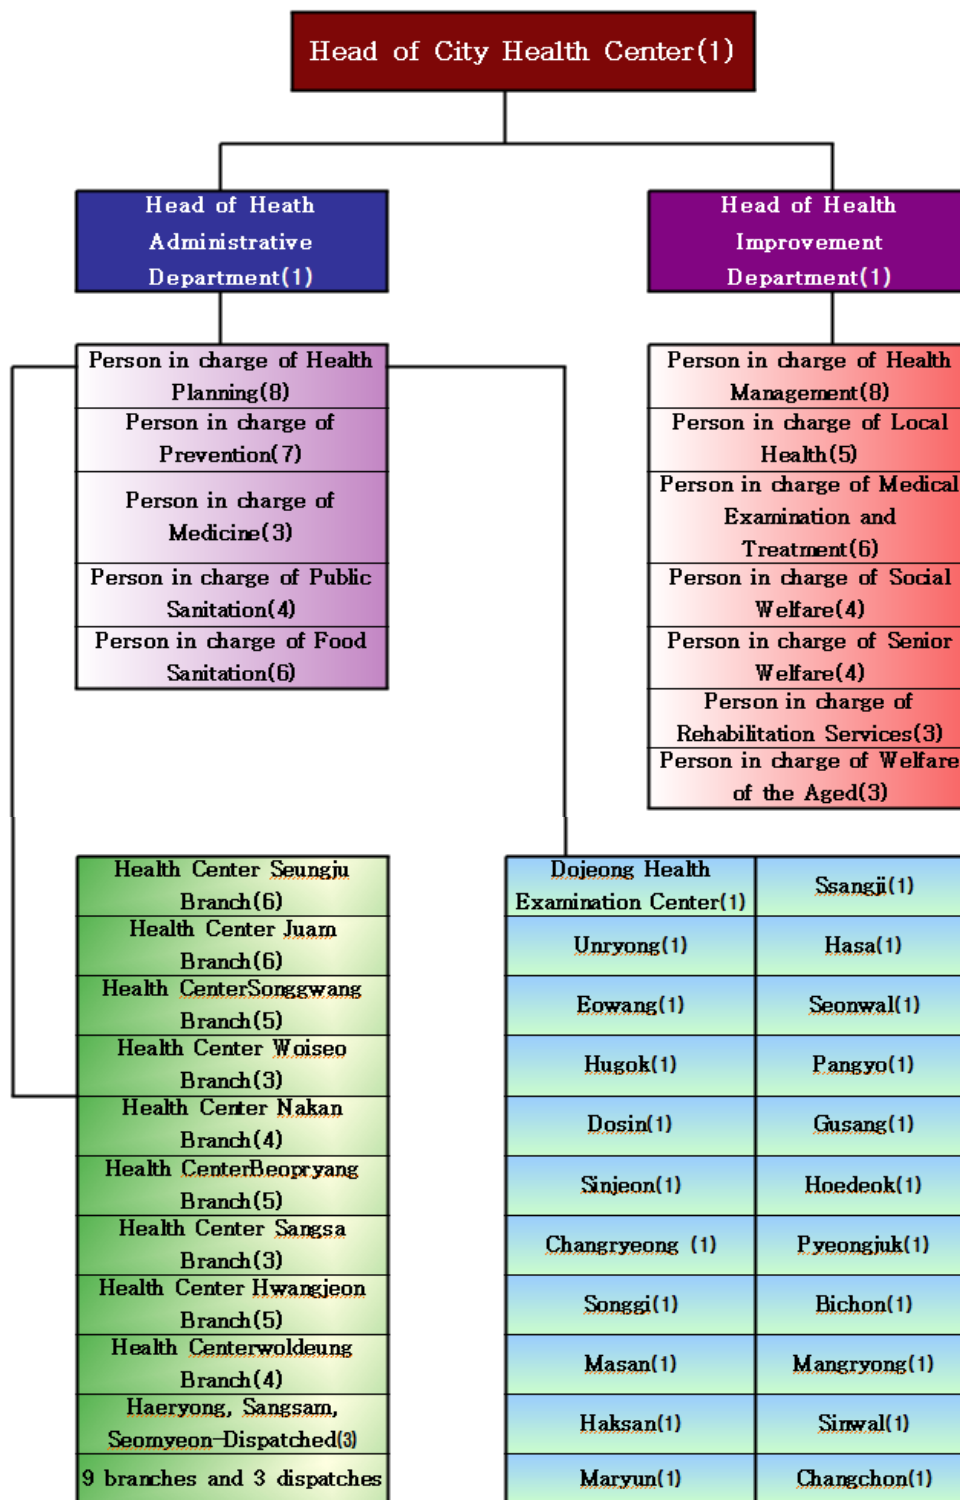 Head of City Health Center(1)
Head of Heath
Administrative
Department(1)
Head of Health
Improvement
Department(1)
Person in charge of Health
Planning(8)
Person in charge of
Prevention(7)
Person in charge of
Medicine(3)
Person in charge of Public
Sanitation(4)
Person in charge of Food
Sanitation(6)
Person in charge of Health
Management(8)
Person in charge of Local
Health(5)
Person in charge of Medical
Examination and
Treatment(6)
Person in charge of Social
Welfare(4)
Person in charge of Senior
Welfare(4)
Person in charge of
Rehabilitation Services(3)
Person in charge of Welfare
of the Aged(3)
Health Center Seungju
Branch(6)
Health Center Juam
Branch(6)
Health CenterSonggwang
Branch(5)
Health Center Woiseo
Branch(3)
Health Center Nakan
Branch(4)
Health CenterBeopryang
Branch(5)
Health Center Sangsa
Branch(3)
Health Center Hwangjeon
Branch(5)
Health Centerwoldeung
Branch(4)
Haeryong, Sangsam,
Seomyeon-Dispatched(3)
9 branches and 3 dispatches
Dojeong Health
Examination Center(1)
Ssangji(1)
Unryong(1)
Hasa(1)
Eowang(1)
Seonwal(1)
Hugok(1)
Pangyo(1)
Dosin(1)
Gusang(1)
Sinjeon(1)
Hoedeok(1)
Changryeong (1)
Pyeongjuk(1)
Songgi(1)
Bichon(1)
Masan(1)
Mangryong(1)
Haksan(1)
Sinwal(1)
Maryun(1)
Changchon(1)